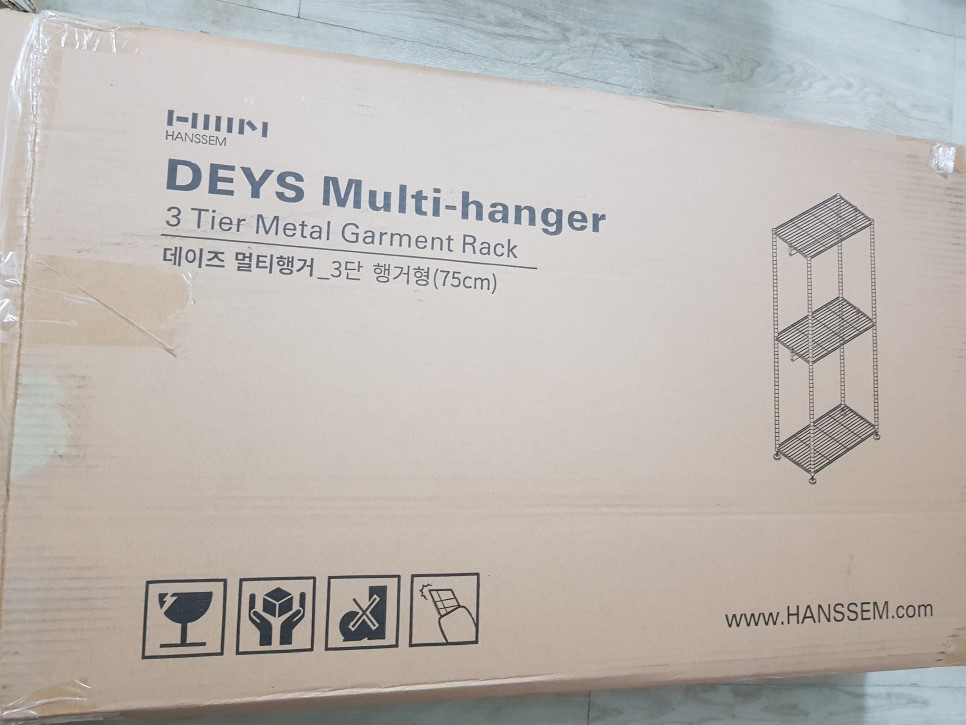 HANSSEM
DEYS Multi-hanger
3 Tier Metal Garment Rack
데이즈 멀티행거_3단 행거형(75cm)
www.HANSSEM.com